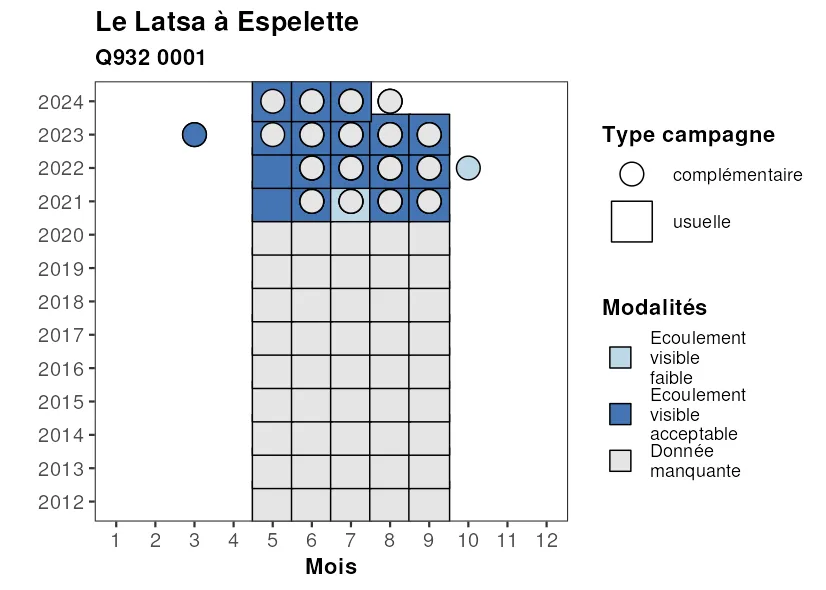 Le Latsa à Espelette
Q932 0001
2024
2023
2022
2021
2020
2019
2018
2017
2016
2015
2014
2013
2012
1 2 3 4 5 6 7 8 9 10 11 12
Mois
Type campagne
complémentaire
usuelle
Modalités
Ecoulement
visible
faible
Ecoulement
visible
acceptable
Donnée
manquante